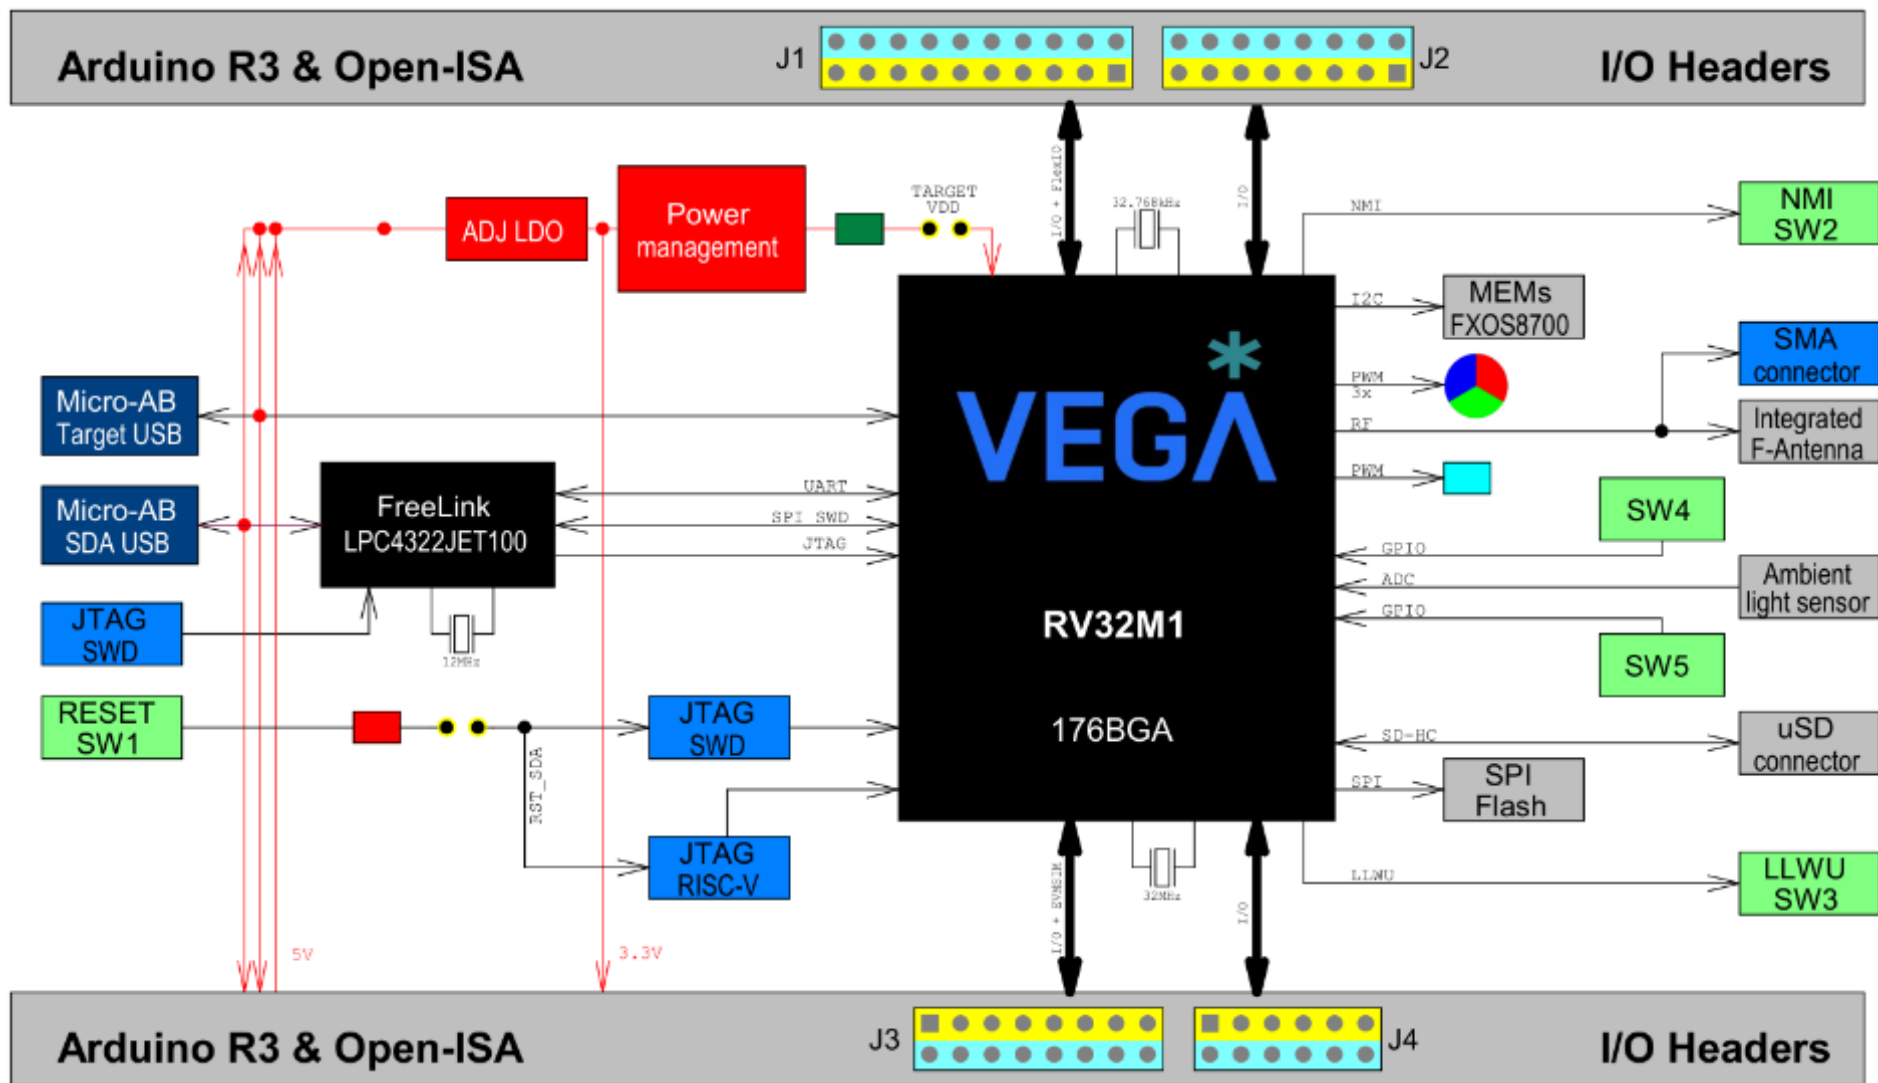 Arduino R3 & Open-ISA
J1
J2
I/O Headers
I/O + FlexIO
I/O
32.768kHz
TARGET
VDD
ADJ LDO
Power
management
NMI
NMI
SW2
I2C
MEMs
FXOS8700
SMA
connector
PWM
3x
RF
Integrated
F-Antenna
PWM
VEGA
Micro-AB
Target USB
Micro-AB
SDA USB
FreeLink
LPC4322JET100
UART
SPI SWD
JTAG
12MHz
JTAG
SWD
SW4
GPIO
ADC
Ambient
light sensor
GPIO
SW5
RV32M1
176BGA
RESET
SW1
RST_SDA
JTAG
SWD
JTAG
RISC-V
SD-HC
uSD
connector
SPI
SPI
Flash
LLWU
LLWU
SW3
32MHz
I/O + EVMSIM
I/O
5V
3.3V
Arduino R3 & Open-ISA
J3
J4
I/O Headers